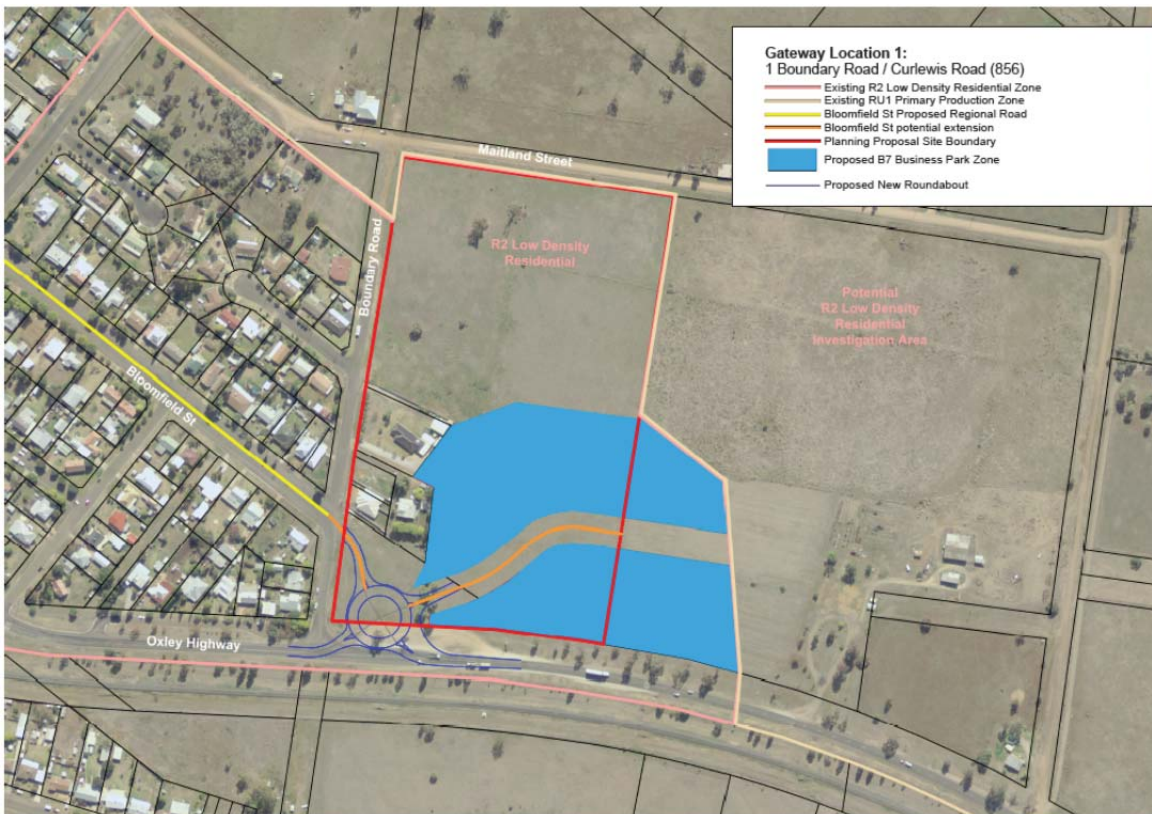 Gateway Location 1:
1 Boundary Road / Curlewis Road (856)
Existing R2 Low Density Residential Zone
Existing RU1 Primary Production Zone
Bloomfield St Proposed Regional Road
Bloomfield St potential extension
Planning Proposal Site Boundary
Proposed B7 Business Park Zone
Proposed New Roundabout
Maitland Street
Boundary Road
R2 Low Density
Residential
Potential
R2 Low Density
Residential
Investigation Area
Bloomfield St
Oxley Highway